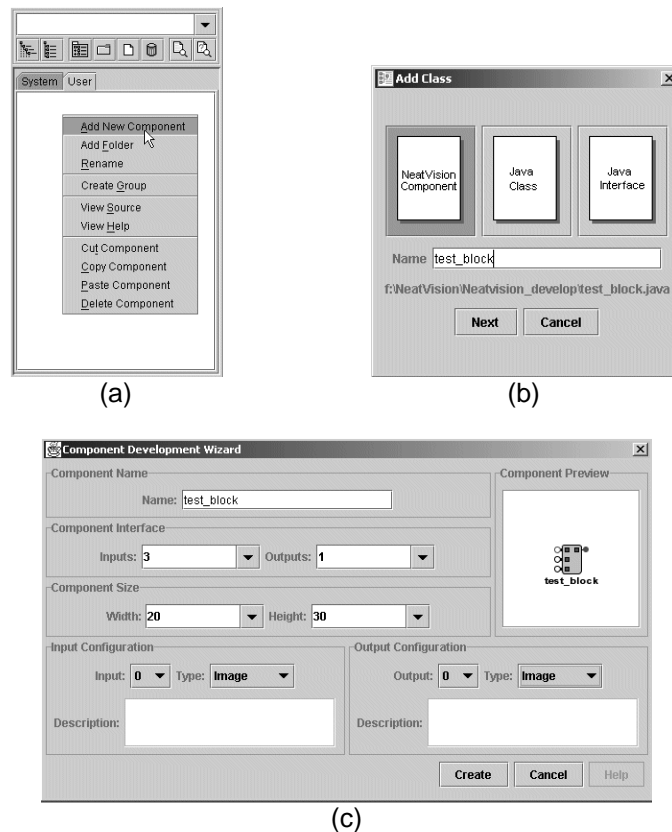 System User
Add New Component
Add Folder
Rename
Create Group
View Source
View Help
Cut Component
Copy Component
Paste Component
Delete Component
(a)
Add Class
NeatVision
Component
Java
Class
Java
Interface
Name test_block
f:\NeatVision\Neatvision_develop\test_block.java
Next Cancel
(b)
Component Development Wizard
Component Name
Name: test_block
Component Preview
test_block
Component Interface
Inputs: 3 Outputs: 1
Component Size
Width: 20 Height: 30
Input Configuration
Input: 0 Type: Image
Description:
Output Configuration
Output: 0 Type: Image
Description:
Create Cancel Help
(c)